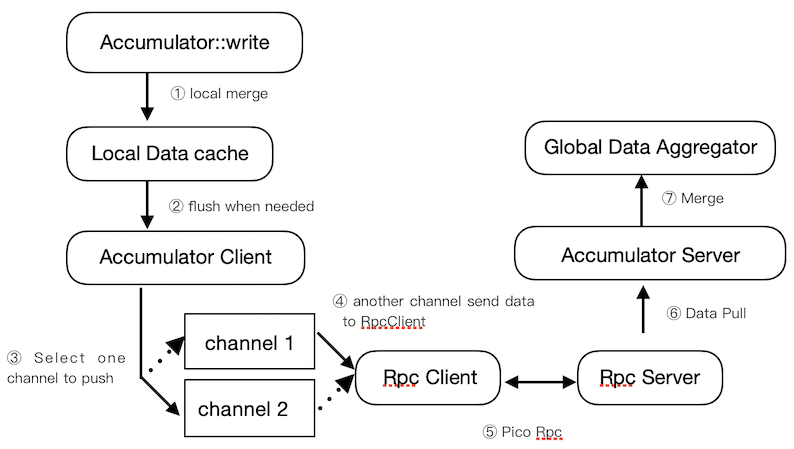 Accumulator::write
① local merge
Local Data cache
② flush when needed
Accumulator Client
③ Select one
channel to push
channel 1
channel 2
④ another channel send data
to RpcClient
Rpc Client
⑤ Pico Rpc
Rpc Server
⑥ Data Pull
Accumulator Server
⑦ Merge
Global Data Aggregator